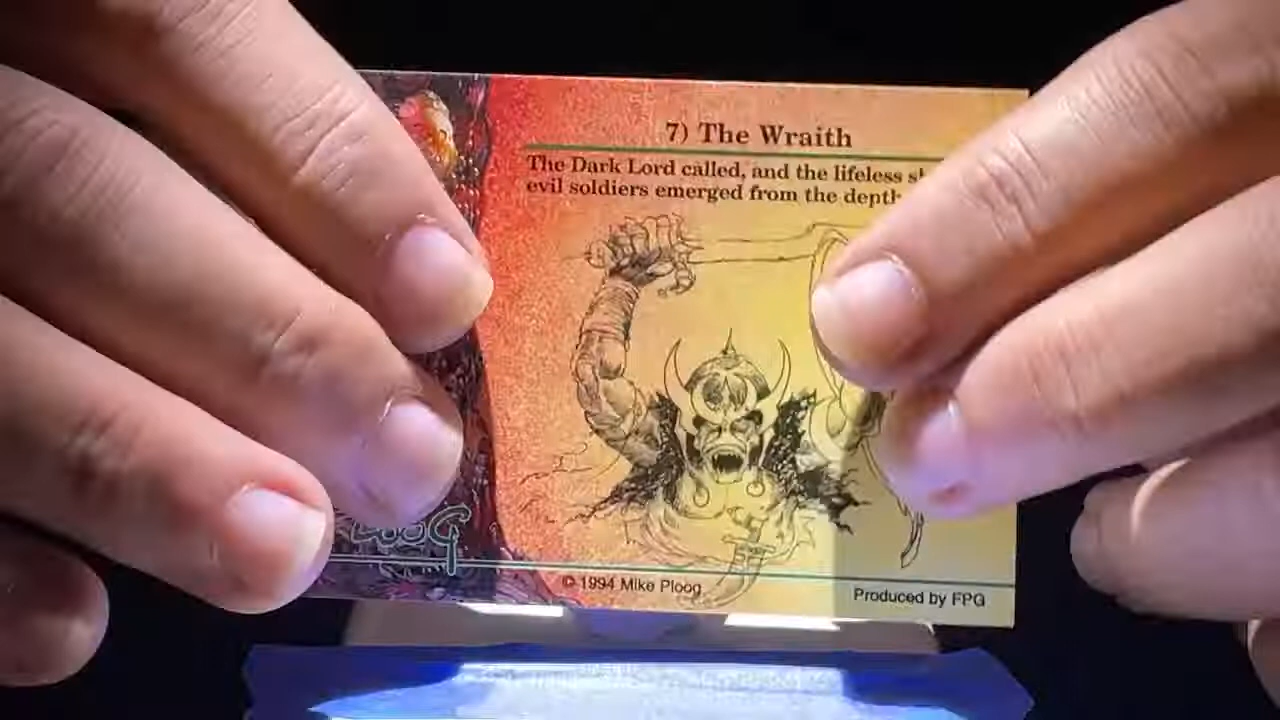 7) The Wraith
The Dark Lord called, and the lifeless
evil soldiers emerged from the
© 1994 Mike Ploog
Produced by FPG